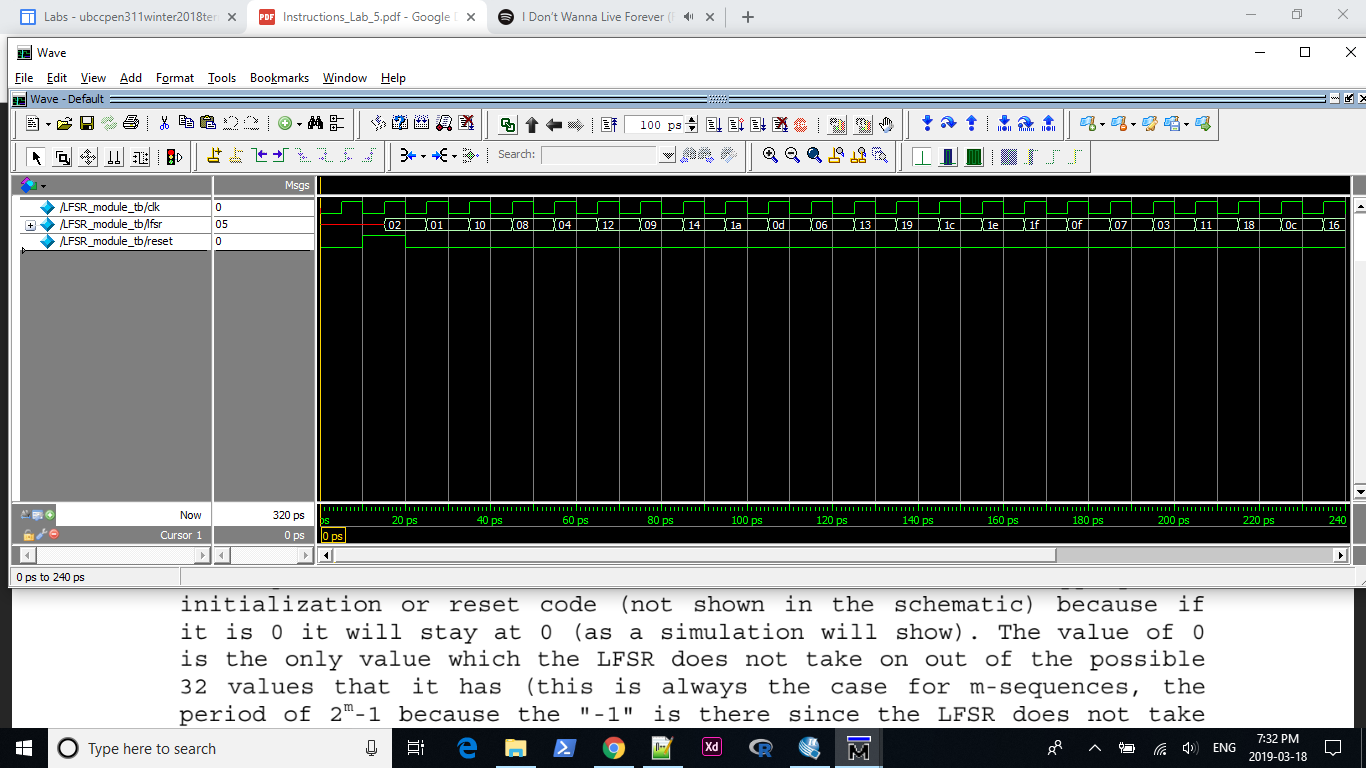 Labs - ubccpen311winter2018ter
Instructions_Lab_5.pdf - Google
I Don't Wanna Live Forever (
Wave
File Edit View Add Format Tools Bookmarks Window Help
Wave - Default
100 ps
Search:
Msgs
/LFSR_module_tb/clk 0
/LFSR_module_tb/lfsr 05 02 01 10 08 04 12 09 14 1a 0d 06 13 19 1c 1e 1f 0f 07 03 11 18 0c 16
/LFSR_module_tb/reset 0
Now 320 ps ps 20 ps 40 ps 60 ps 80 ps 100 ps 120 ps 140 ps 160 ps 180 ps 200 ps 220 ps 240
Cursor 1 0 ps 0 ps
0 ps to 240 ps
initialization or reset code (not shown in the schematic) because if
it is 0 it will stay at 0 (as a simulation will show). The value of 0
is the only value which the LFSR does not take on out of the possible
32 values that it has (this is always the case for m-sequences, the
period of 2^m-1 because the "-1" is there since the LFSR does not take
Type here to search
Xd
R
M
ENG
7:32 PM
2019-03-18